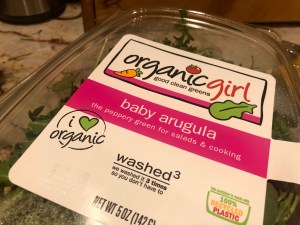 organicgirl
good clean greens
baby arugula
the peppery green for salads & cooking
i
organic
washed³
we washed it 3 times
so you don't have to
NET WT 5 OZ (142 G)
100%
RECYCLED
PLASTIC